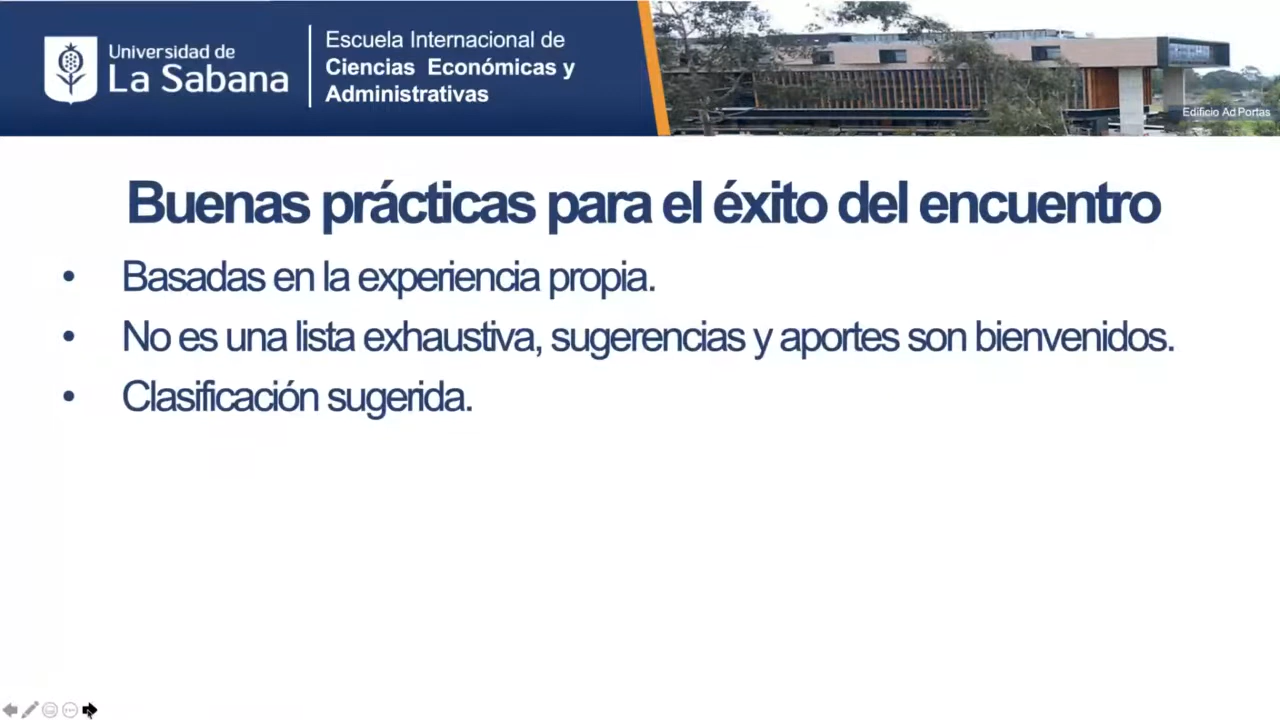 Universidad de
La Sabana
Escuela Internacional de
Ciencias Económicas y
Administrativas
Edificio Ad Portas
Buenas prácticas para el éxito del encuentro
• Basadas en la experiencia propia.
• No es una lista exhaustiva, sugerencias y aportes son bienvenidos.
• Clasificación sugerida.